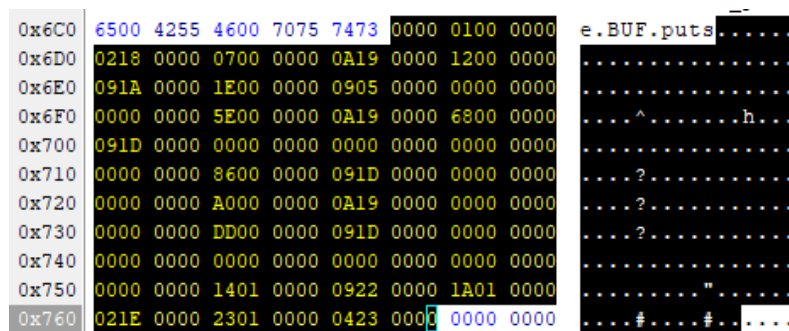 0x6C0 6500 4255 4600 7075 7473 0000 0100 0000 e.BUF.puts......
0x6D0 0218 0000 0700 0000 0A19 0000 1200 0000 ................
0x6E0 091A 0000 1E00 0000 0905 0000 0000 0000 ................
0x6F0 0000 0000 5E00 0000 0A19 0000 6800 0000 ....^.......h...
0x700 091D 0000 0000 0000 0000 0000 0000 0000 ................
0x710 0000 0000 8600 0000 091D 0000 0000 0000 ....?...........
0x720 0000 0000 A000 0000 0A19 0000 0000 0000 ....?...........
0x730 0000 0000 DD00 0000 091D 0000 0000 0000 ....?...........
0x740 0000 0000 0000 0000 0000 0000 0000 0000 ................
0x750 0000 0000 1401 0000 0922 0000 1A01 0000 ........."......
0x760 021E 0000 2301 0000 0423 0000 0000 0000 ....#....#......